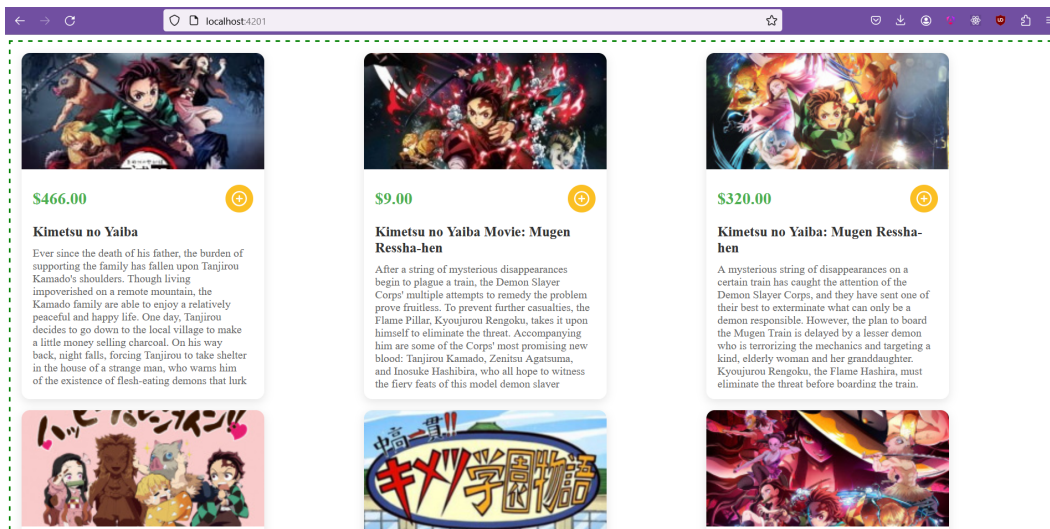 localhost:4201
$466.00
Kimetsu no Yaiba
Ever since the death of his father, the burden of
supporting the family has fallen upon Tanjirou
Kamado's shoulders. Though living
impoverished on a remote mountain, the
Kamado family are able to enjoy a relatively
peaceful and happy life. One day, Tanjirou
decides to go down to the local village to make
a little money selling charcoal. On his way
back, night falls, forcing Tanjirou to take shelter
in the house of a strange man, who warns him
of the existence of flesh-eating demons that lurk
$9.00
Kimetsu no Yaiba Movie: Mugen
Ressha-hen
After a string of mysterious disappearances
begin to plague a train, the Demon Slayer
Corps' multiple attempts to remedy the problem
prove fruitless. To prevent further casualties, the
Flame Pillar, Kyoujurou Rengoku, takes it upon
himself to eliminate the threat. Accompanying
him are some of the Corps' most promising new
blood: Tanjirou Kamado, Zenitsu Agatsuma,
and Inosuke Hashibira, who all hope to witness
the fiery feats of this model demon slayer
$320.00
Kimetsu no Yaiba: Mugen Ressha-
hen
A mysterious string of disappearances on a
certain train has caught the attention of the
Demon Slayer Corps, and they have sent one of
their best to exterminate what can only be a
demon responsible. However, the plan to board
the Mugen Train is delayed by a lesser demon
who is terrorizing the mechanics and targeting a
kind, elderly woman and her granddaughter.
Kyoujurou Rengoku, the Flame Hashira, must
eliminate the threat before boarding the train.
ハッピーバレンタイン!!
中高一貫!!
キメツ学園物語